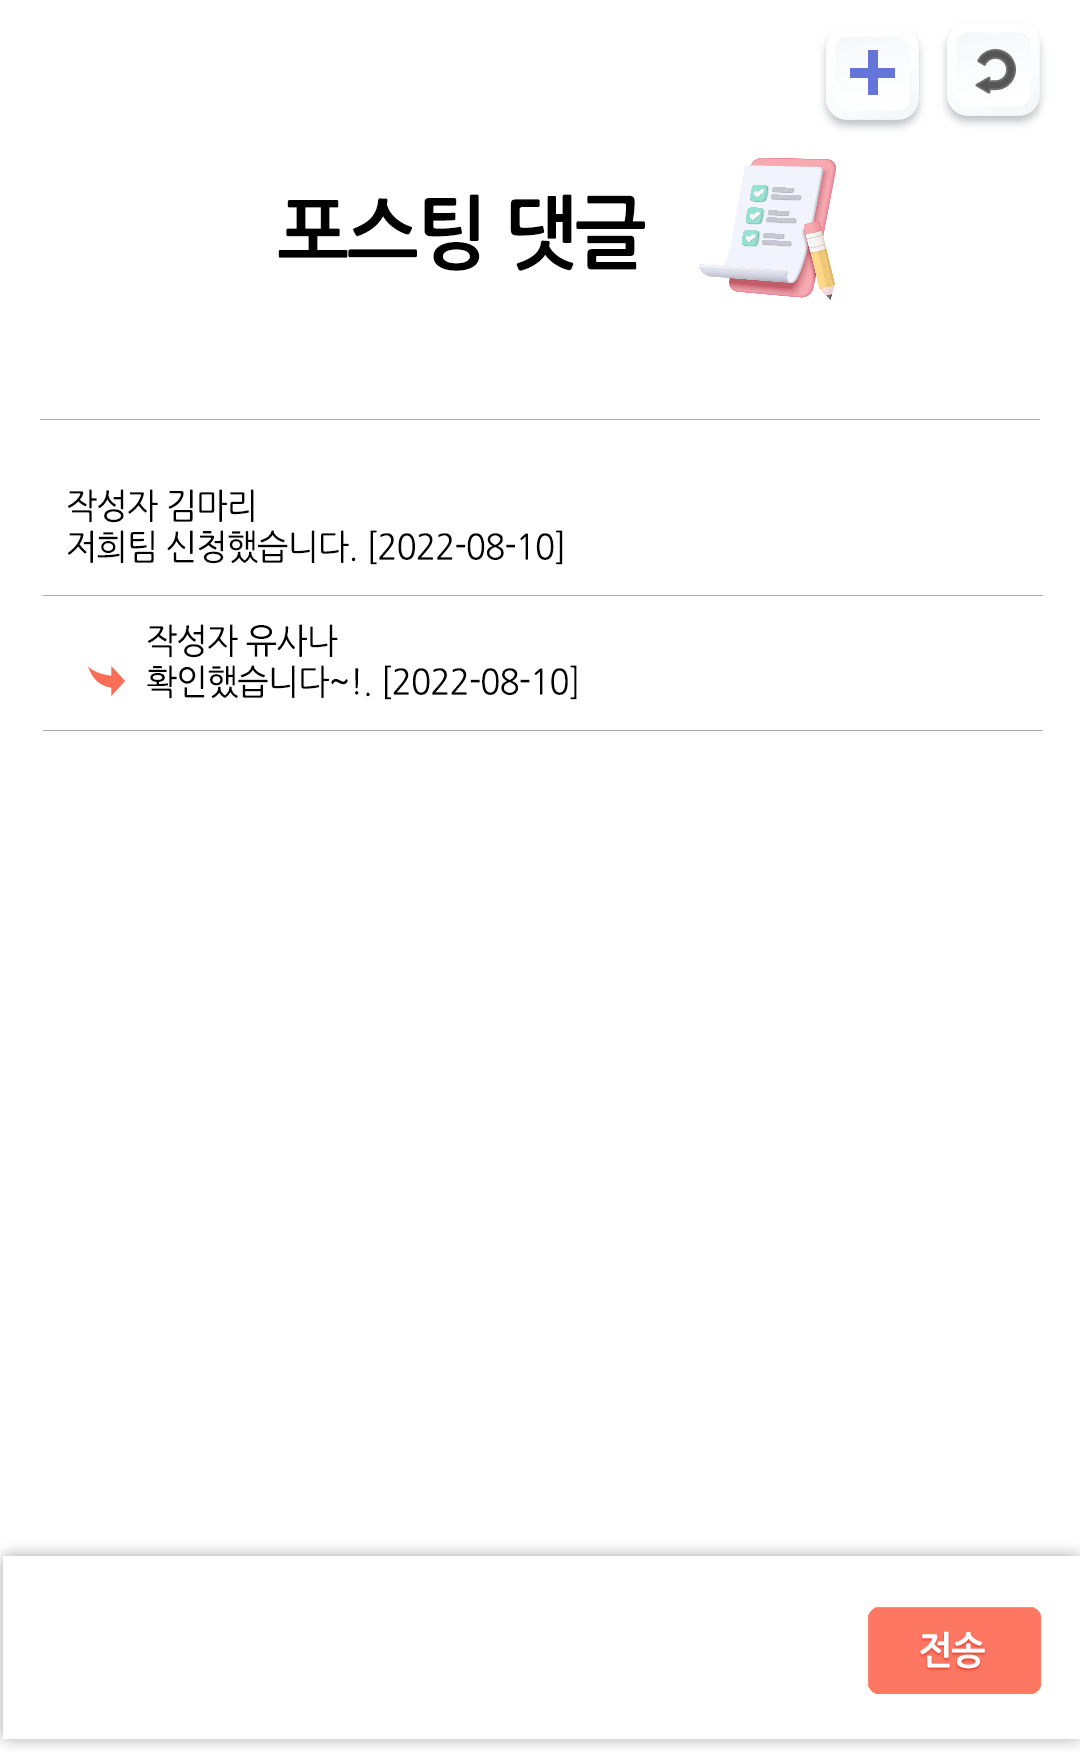 포스팅 댓글
작성자 김마리
저희팀 신청했습니다. [2022-08-10]
작성자 유사나
확인했습니다~!. [2022-08-10]
전송